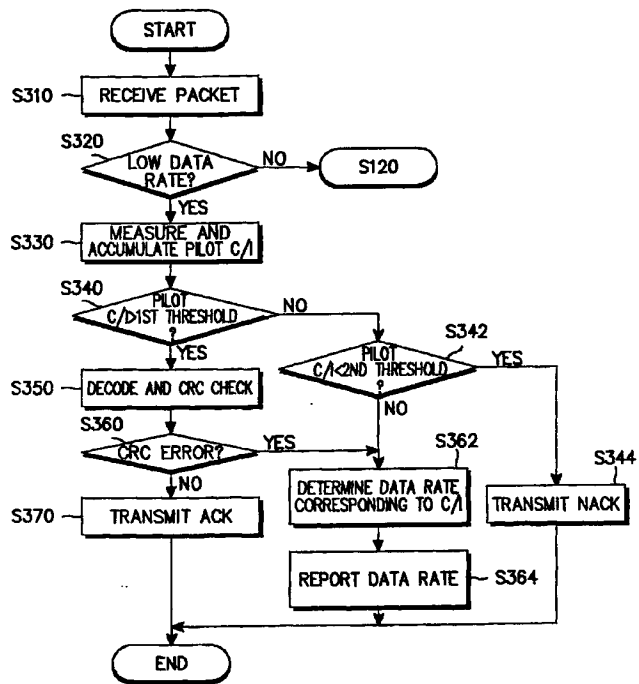 START
S310
RECEIVE PACKET
S320
LOW DATA
RATE?
NO
S120
YES
S330
MEASURE AND
ACCUMULATE PILOT C/I
S340
PILOT
C/I>1ST THRESHOLD
?
NO
YES
S342
PILOT
C/I<2ND THRESHOLD
?
YES
NO
S350
DECODE AND CRC CHECK
S360
CRC ERROR?
YES
NO
S362
DETERMINE DATA RATE
CORRESPONDING TO C/I
S344
TRANSMIT NACK
S370
TRANSMIT ACK
REPORT DATA RATE
S364
END